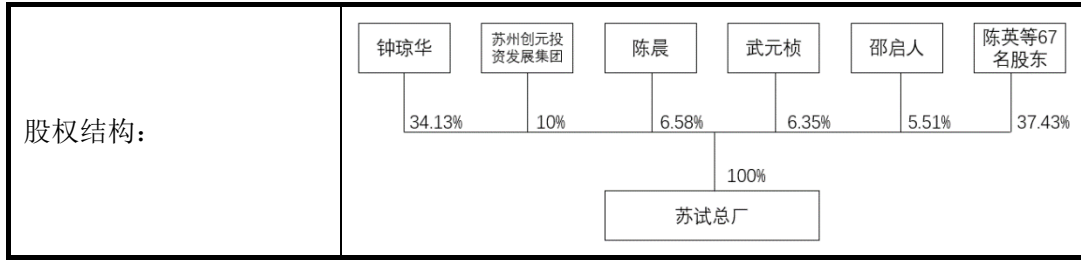 股权结构：
钟琼华
苏州创元投
资发展集团
陈晨
武元桢
邵启人
陈英等67
名股东
34.13%
10%
6.58%
6.35%
5.51%
37.43%
100%
苏试总厂